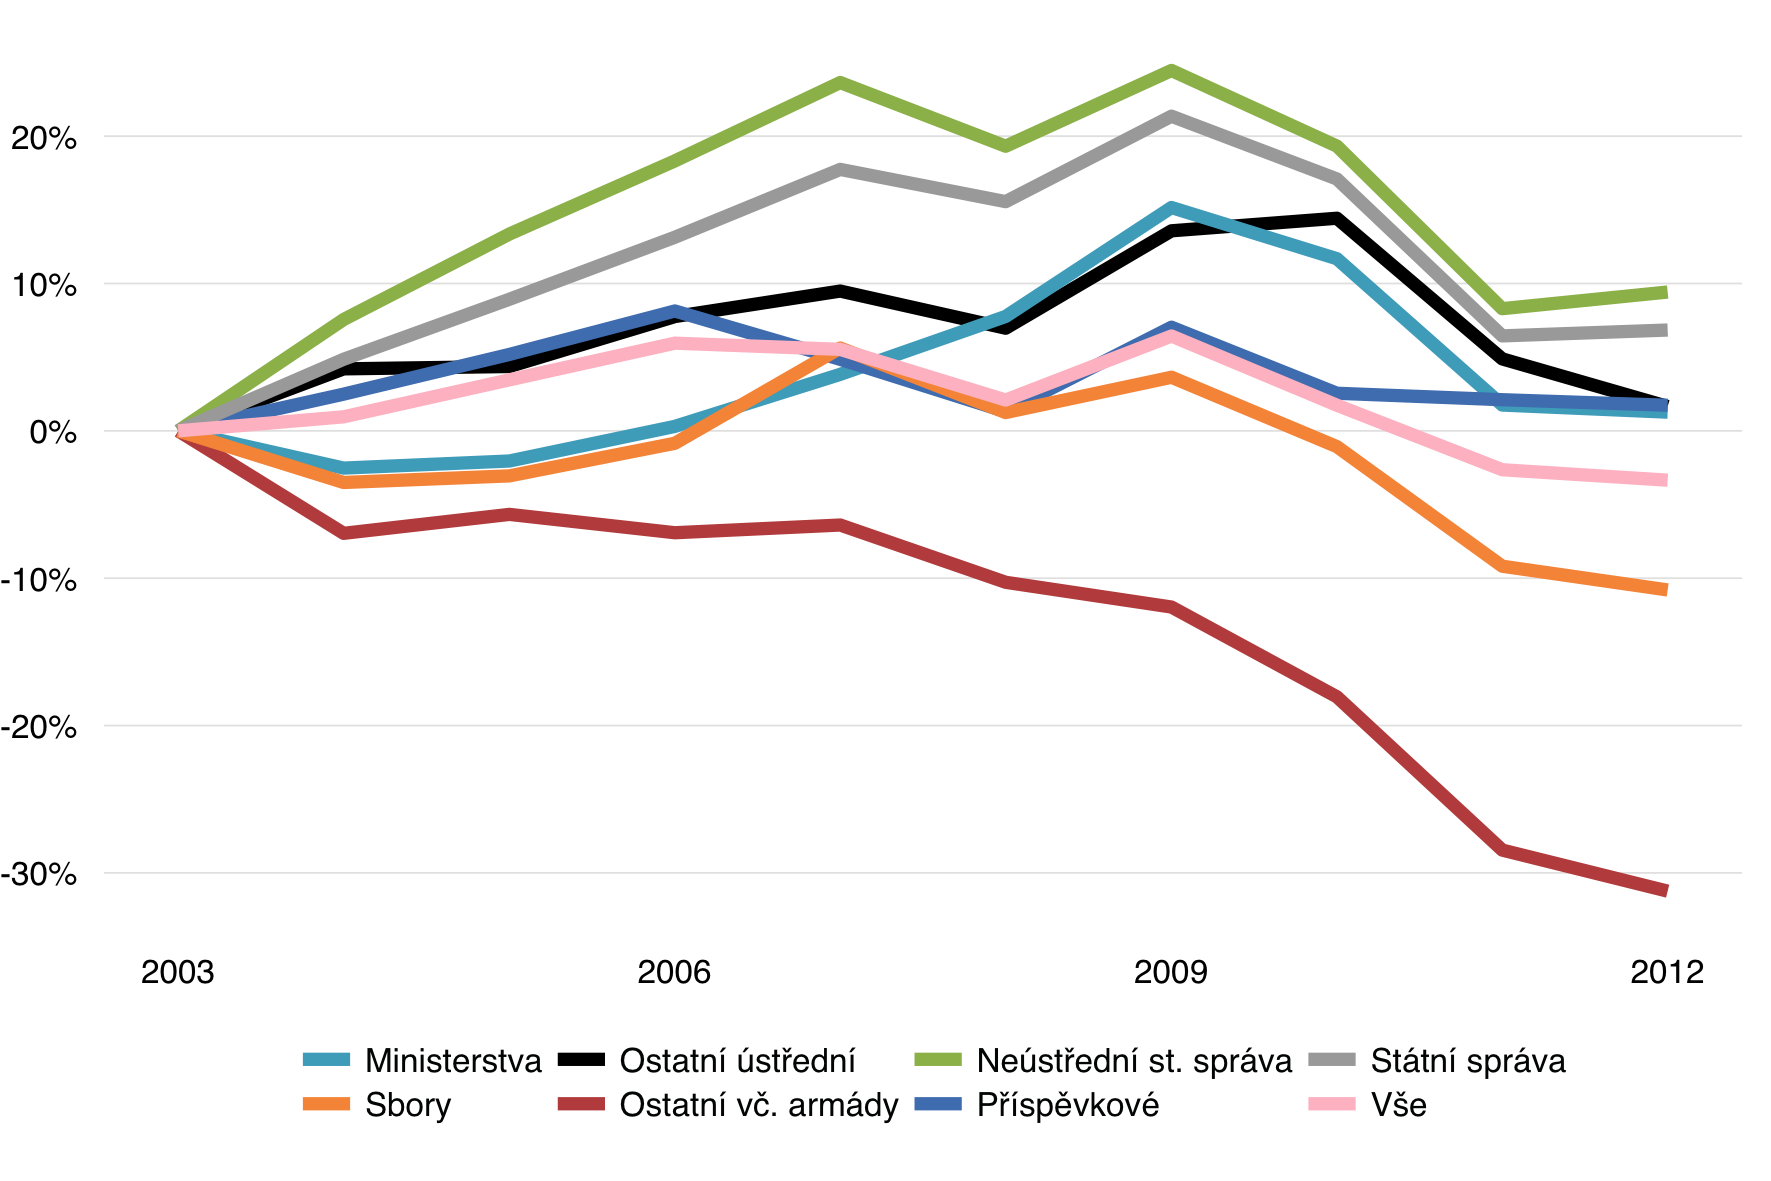 20%
10%
0%
-10%
-20%
-30%
2003 2006 2009 2012
Ministerstva Ostatní ústřední Neústřední st. správa Státní správa
Sbory Ostatní vč. armády Příspěvkové Vše